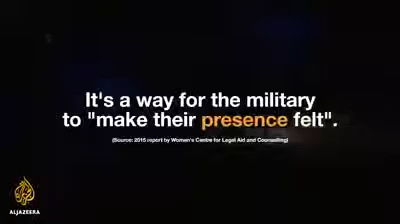 It's a way for the military
to "make their presence felt".
(Source: 2015 report by Women's Centre for Legal Aid and Counselling)
ALJAZEERA